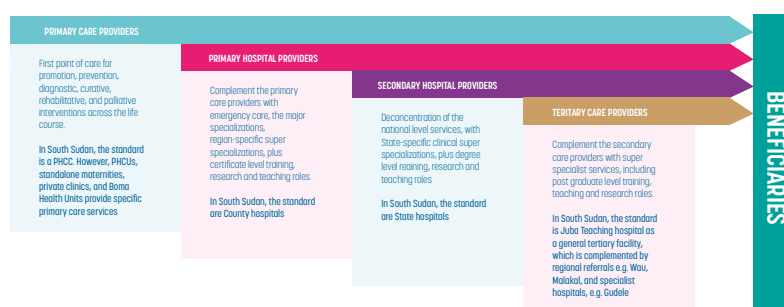 PRIMARY CARE PROVIDERS
First point of care for
promotion, prevention,
diagnostic, curative,
rehabilitative, and palliative
interventions across the life
course.
In South Sudan, the standard
is a PHCC. However, PHCUs,
standalone maternities,
private clinics, and Boma
Health Units provide specific
primary care services
PRIMARY HOSPITAL PROVIDERS
Complement the primary
care providers with
emergency care, the major
specializations,
region-specific super
specializations, plus
certificate level training,
research and teaching roles.
In South Sudan, the standard
are County hospitals
SECONDARY HOSPITAL PROVIDERS
Deconcentration of the
national level services, with
State-specific clinical super
specializations, plus degree
level reaining, research and
teaching roles
In South Sudan, the standard
are State hospitals
TERITARY CARE PROVIDERS
Complement the secondary
care providers with super
specialist services, including
post graduate level training,
teaching and research roles.
In South Sudan, the standard
is Juba Teaching hospital as
a general tertiary facility,
which is complemented by
regional referrals e.g. Wau,
Malakal, and specialist
hospitals, e.g. Gudele
BENEFICIARIES